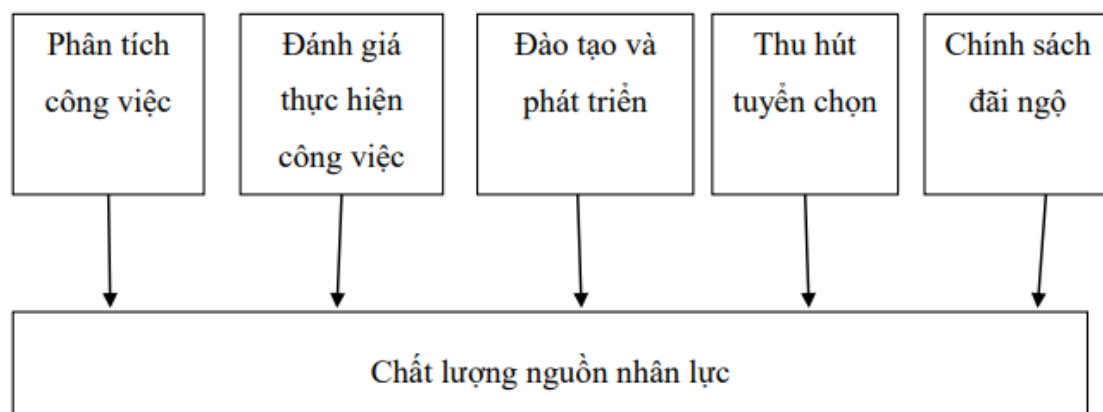 Phân tích
công việc
Đánh giá
thực hiện
công việc
Đào tạo và
phát triển
Thu hút
tuyển chọn
Chính sách
đãi ngộ
Chất lượng nguồn nhân lực